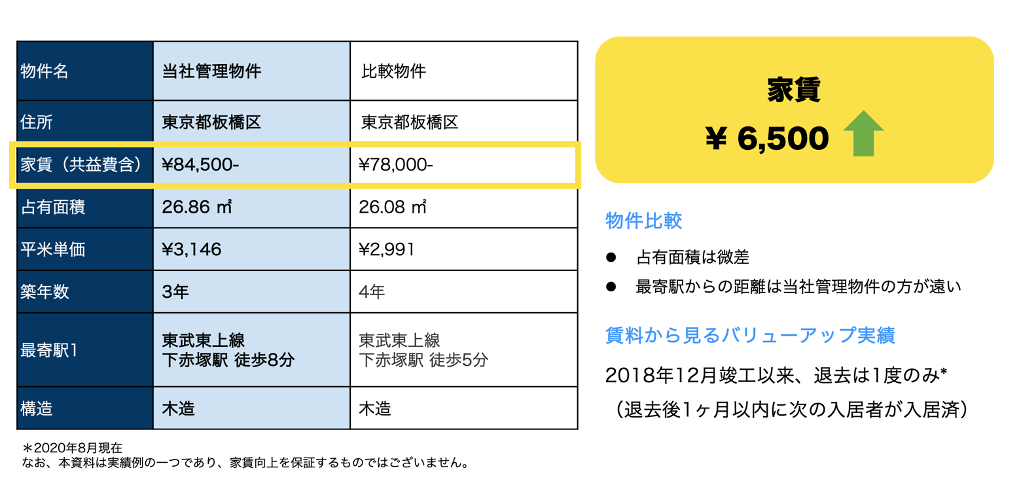 物件名 当社管理物件 比較物件
住所 東京都板橋区 東京都板橋区
家賃（共益費含） ¥84,500- ¥78,000-
占有面積 26.86 ㎡ 26.08 ㎡
平米単価 ¥3,146 ¥2,991
築年数 3年 4年
最寄駅1 東武東上線 下赤塚駅 徒歩8分 東武東上線 下赤塚駅 徒歩5分
構造 木造 木造
＊2020年8月現在
なお、本資料は実績例の一つであり、家賃向上を保証するものではございません。
家賃
¥ 6,500
物件比較
● 占有面積は微差
● 最寄駅からの距離は当社管理物件の方が遠い
賃料から見るバリューアップ実績
2018年12月竣工以来、退去は1度のみ*
（退去後1ヶ月以内に次の入居者が入居済）